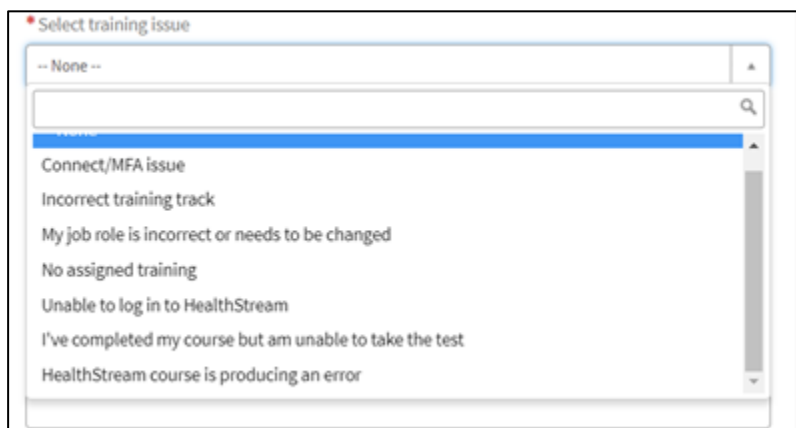 * Select training issue
-- None --
-- None --
Connect/MFA issue
Incorrect training track
My job role is incorrect or needs to be changed
No assigned training
Unable to log in to HealthStream
I've completed my course but am unable to take the test
HealthStream course is producing an error